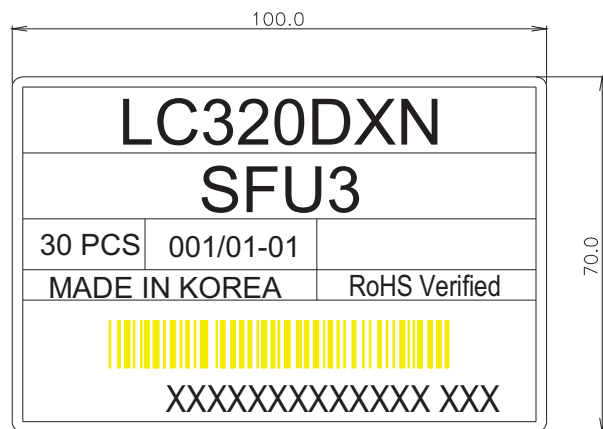 100.0
LC320DXN
SFU3
30 PCS 001/01-01
MADE IN KOREA RoHS Verified
XXXXXXXXXXXXX XXX
70.0